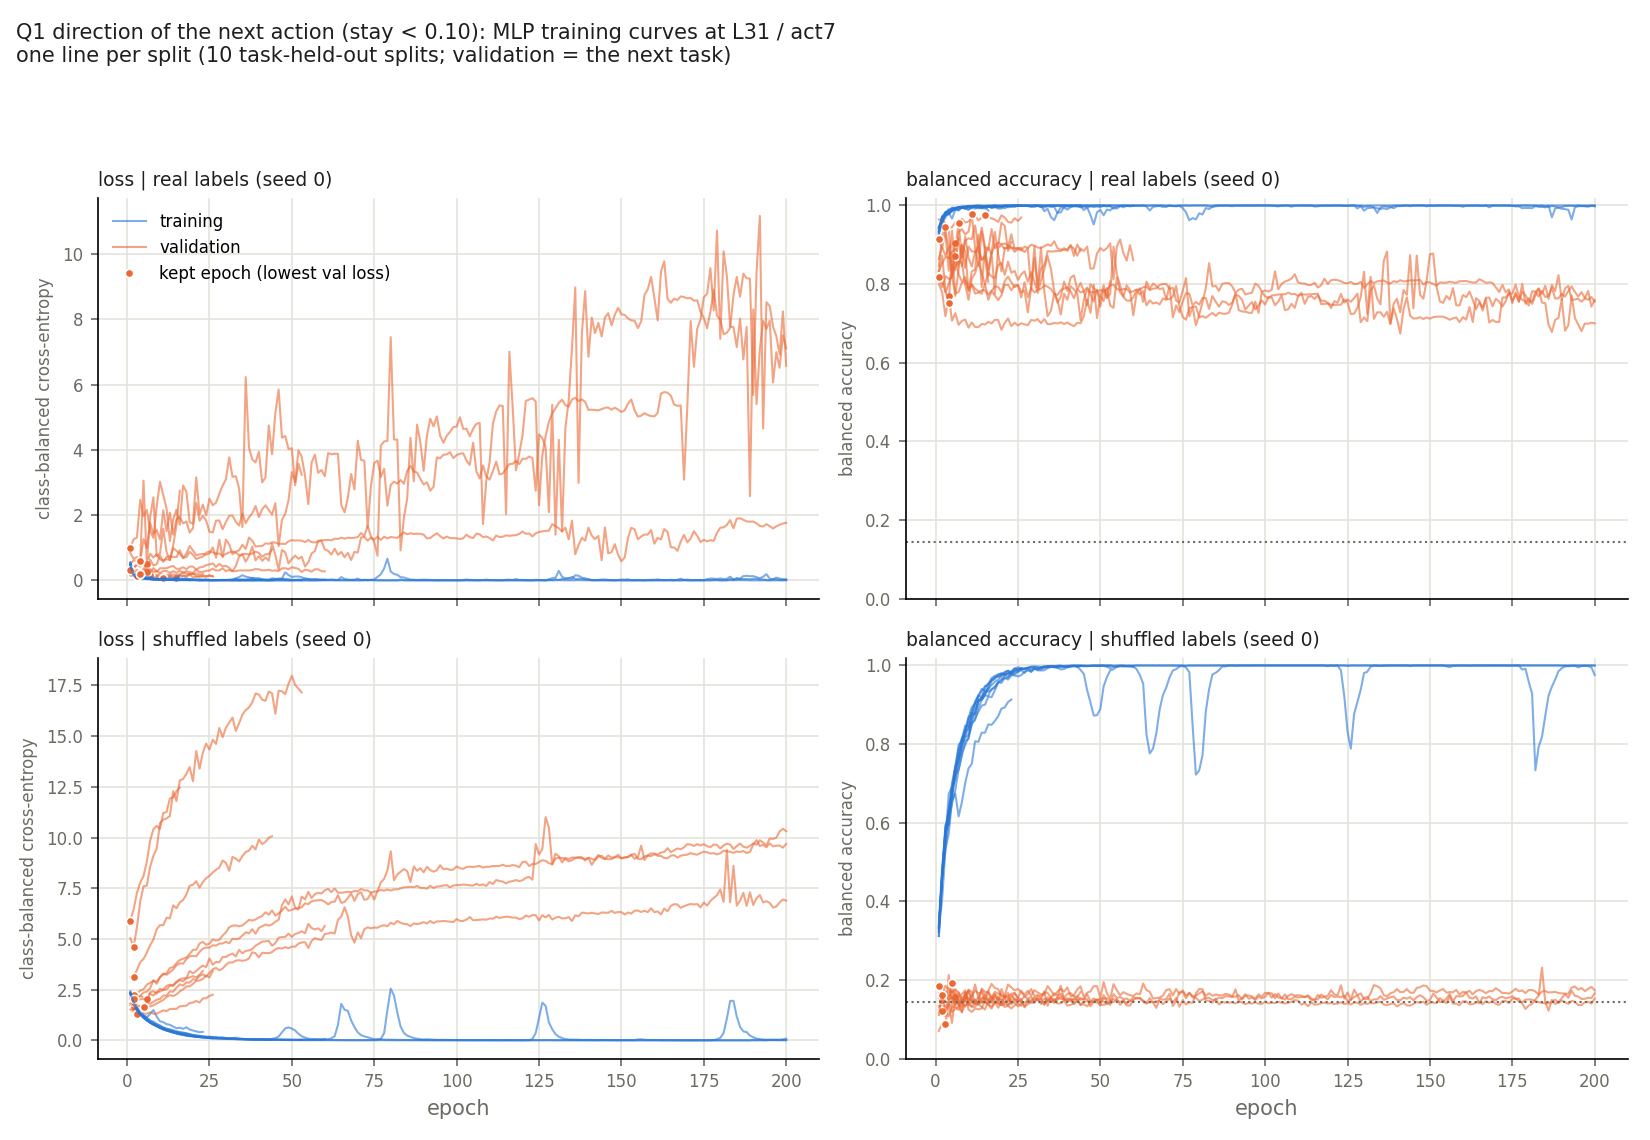 Q1 direction of the next action (stay < 0.10): MLP training curves at L31 / act7
one line per split (10 task-held-out splits; validation = the next task)
loss | real labels (seed 0)
training
validation
kept epoch (lowest val loss)
class-balanced cross-entropy
10
8
6
4
2
0
balanced accuracy | real labels (seed 0)
balanced accuracy
1.0
0.8
0.6
0.4
0.2
0.0
loss | shuffled labels (seed 0)
class-balanced cross-entropy
17.5
15.0
12.5
10.0
7.5
5.0
2.5
0.0
0 25 50 75 100 125 150 175 200
epoch
balanced accuracy | shuffled labels (seed 0)
balanced accuracy
1.0
0.8
0.6
0.4
0.2
0.0
0 25 50 75 100 125 150 175 200
epoch